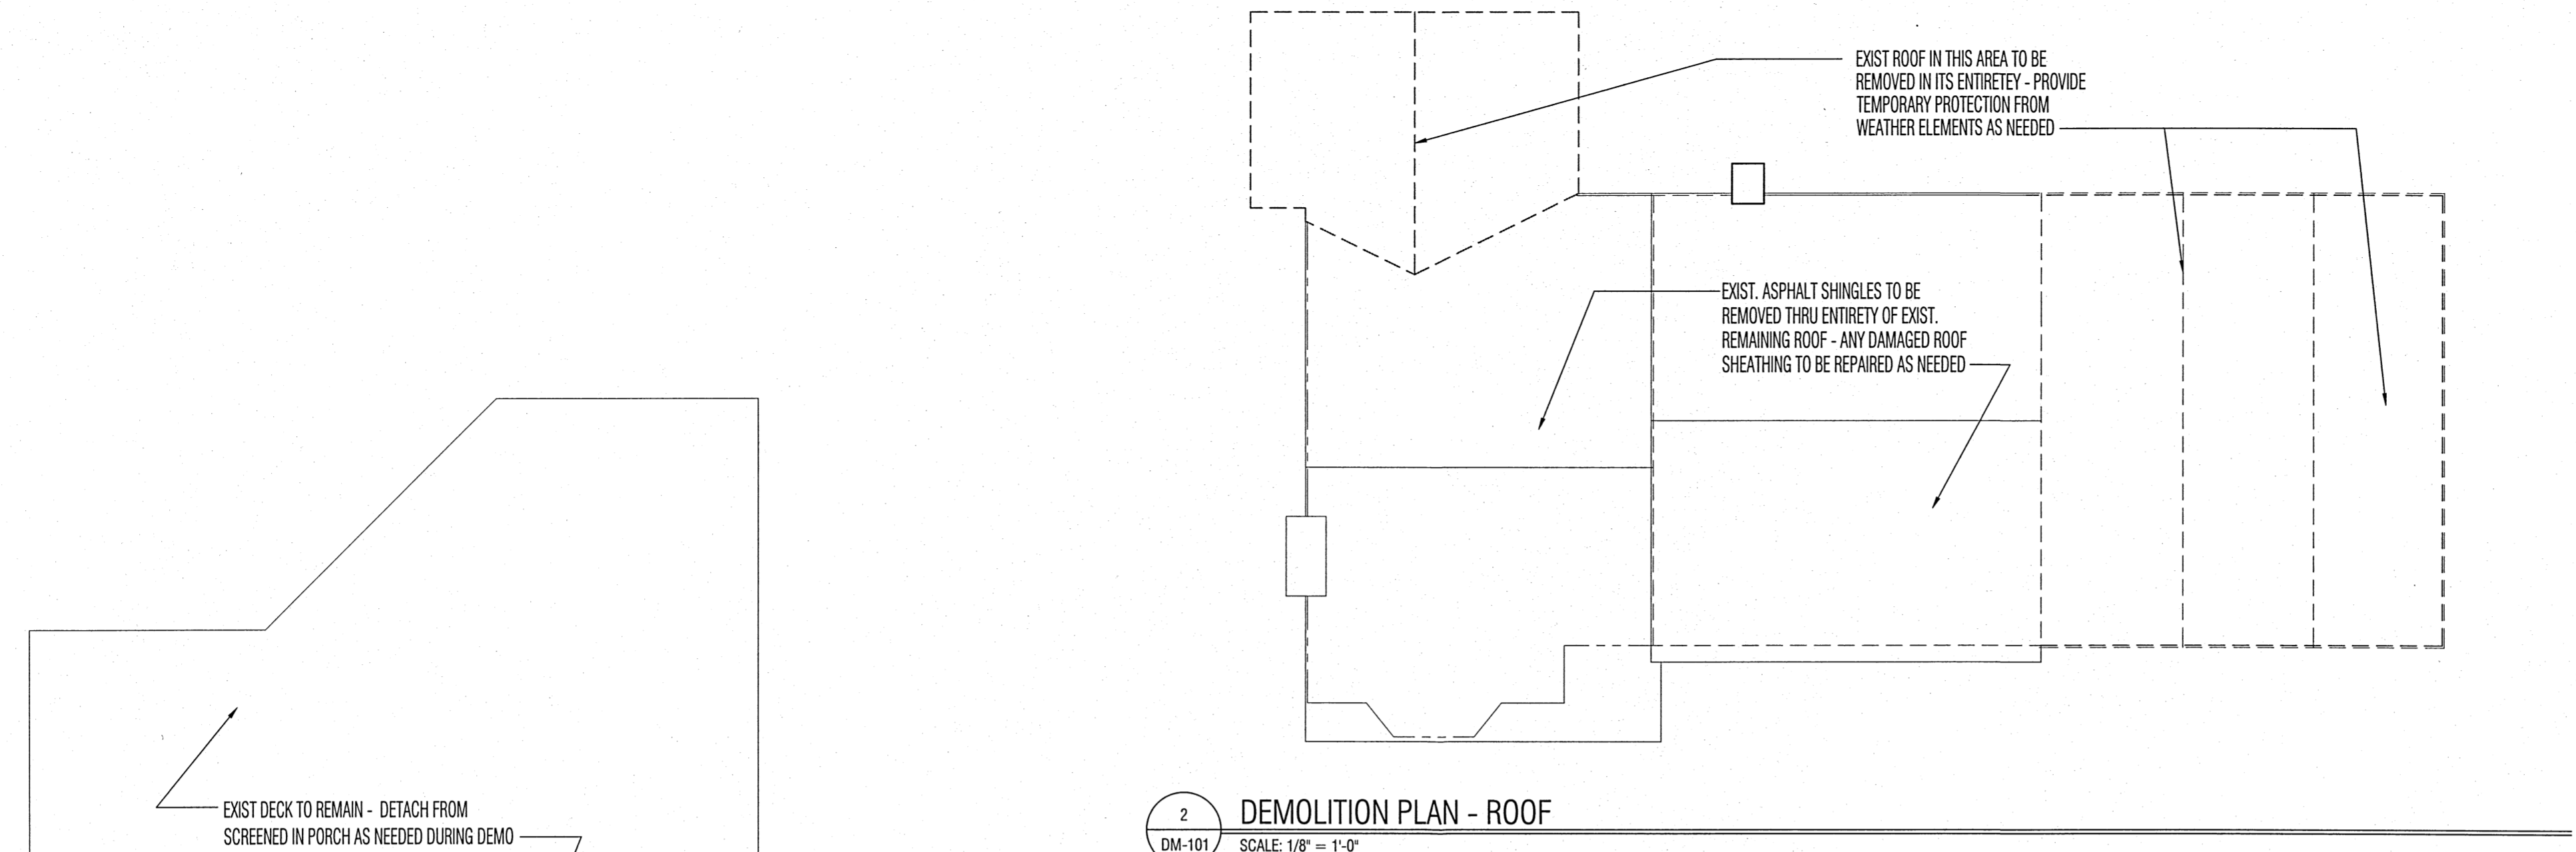 EXIST ROOF IN THIS AREA TO BE
REMOVED IN ITS ENTIRETEY - PROVIDE
TEMPORARY PROTECTION FROM
WEATHER ELEMENTS AS NEEDED
EXIST. ASPHALT SHINGLES TO BE
REMOVED THRU ENTIRETY OF EXIST.
REMAINING ROOF - ANY DAMAGED ROOF
SHEATHING TO BE REPAIRED AS NEEDED
EXIST DECK TO REMAIN - DETACH FROM
SCREENED IN PORCH AS NEEDED DURING DEMO
2
DM-101
DEMOLITION PLAN - ROOF
SCALE: 1/8" = 1'-0"